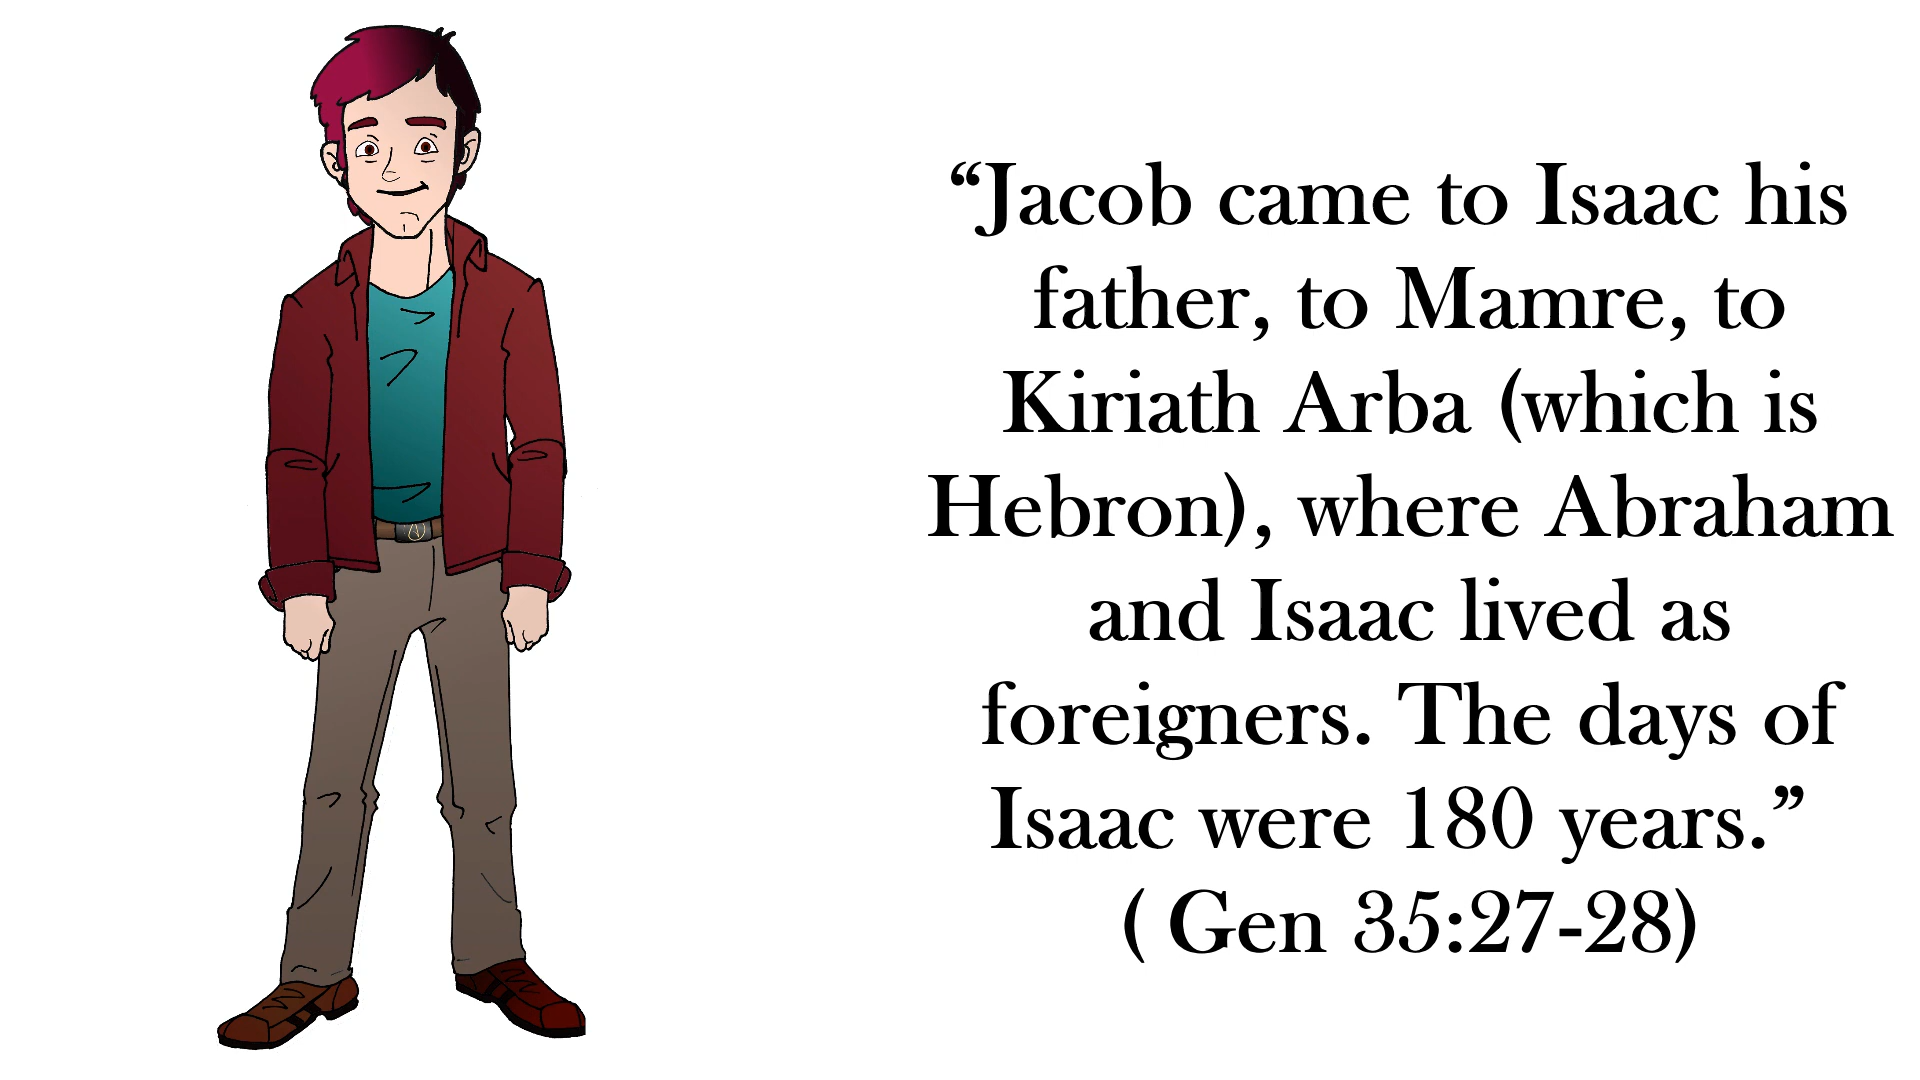 “Jacob came to Isaac his
father, to Mamre, to
Kiriath Arba (which is
Hebron), where Abraham
and Isaac lived as
foreigners. The days of
Isaac were 180 years.”
( Gen 35:27-28)